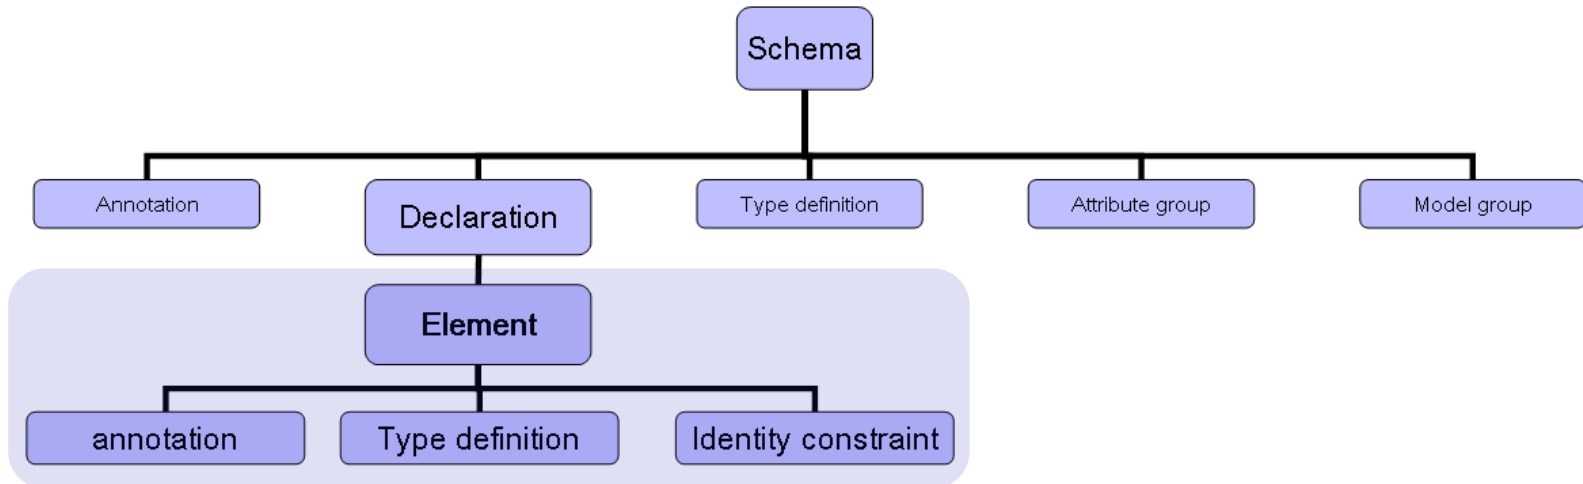 Schema
Annotation
Declaration
Type definition
Attribute group
Model group
Element
annotation
Type definition
Identity constraint